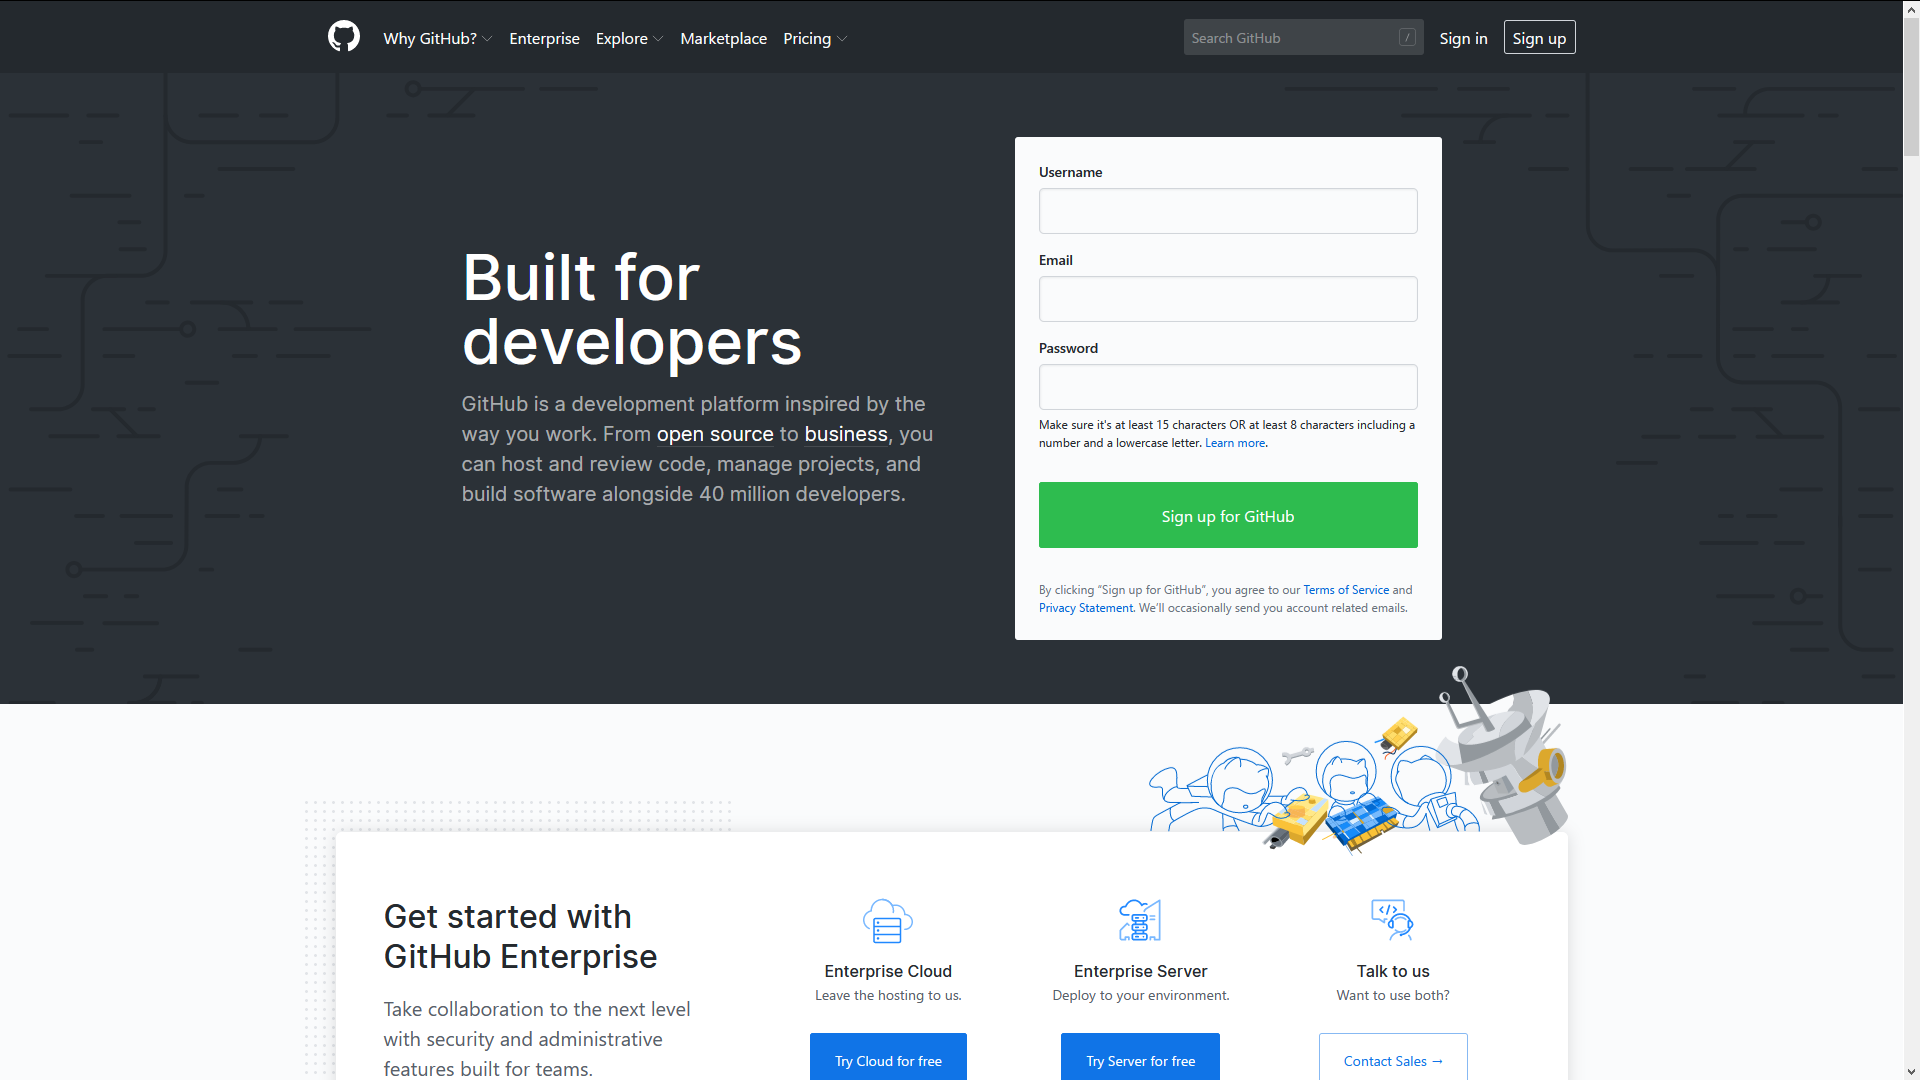 Why GitHub? Enterprise Explore Marketplace Pricing Search GitHub / Sign in Sign up
Built for
developers
GitHub is a development platform inspired by the
way you work. From open source to business, you
can host and review code, manage projects, and
build software alongside 40 million developers.
Username
Email
Password
Make sure it's at least 15 characters OR at least 8 characters including a
number and a lowercase letter. Learn more.
Sign up for GitHub
By clicking “Sign up for GitHub”, you agree to our Terms of Service and
Privacy Statement. We’ll occasionally send you account related emails.
Get started with
GitHub Enterprise
Take collaboration to the next level
with security and administrative
features built for teams.
Enterprise Cloud
Leave the hosting to us.
Try Cloud for free
Enterprise Server
Deploy to your environment.
Try Server for free
Talk to us
Want to use both?
Contact Sales →